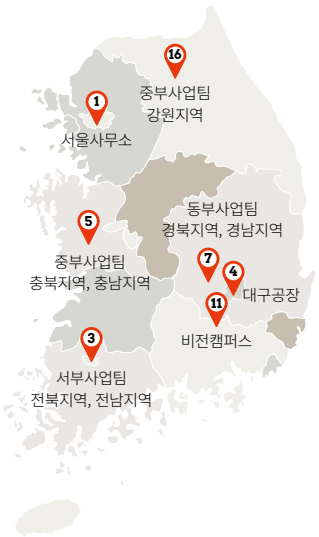 16
중부사업팀
강원지역
1
서울사무소
동부사업팀
경북지역, 경남지역
5
중부사업팀
충북지역, 충남지역
7
4
대구공장
11
비전캠퍼스
3
서부사업팀
전북지역, 전남지역